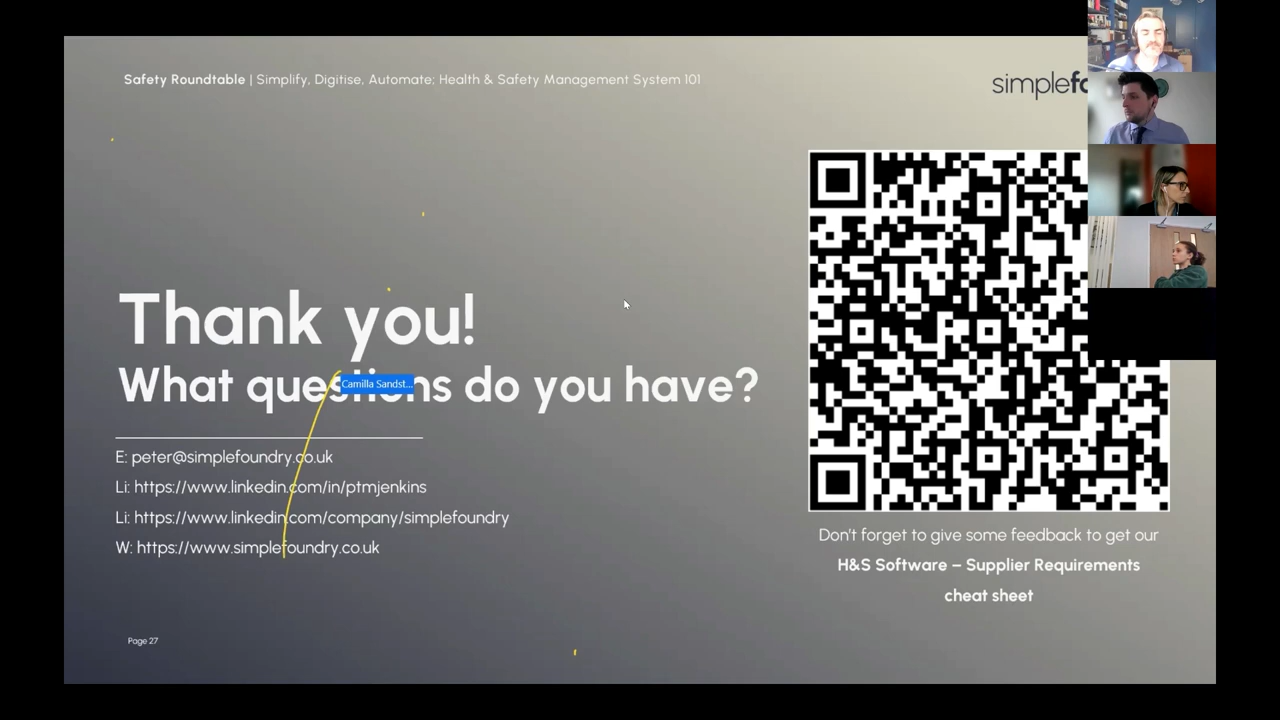 Safety Roundtable | Simplify, Digitise, Automate; Health & Safety Management System 101
simplefo
Thank you!
What questions do you have?
Camilla Sandst...
E: peter@simplefoundry.co.uk
Li: https://www.linkedin.com/in/ptmjenkins
Li: https://www.linkedin.com/company/simplefoundry
W: https://www.simplefoundry.co.uk
Don't forget to give some feedback to get our
H&S Software – Supplier Requirements
cheat sheet
Page 27